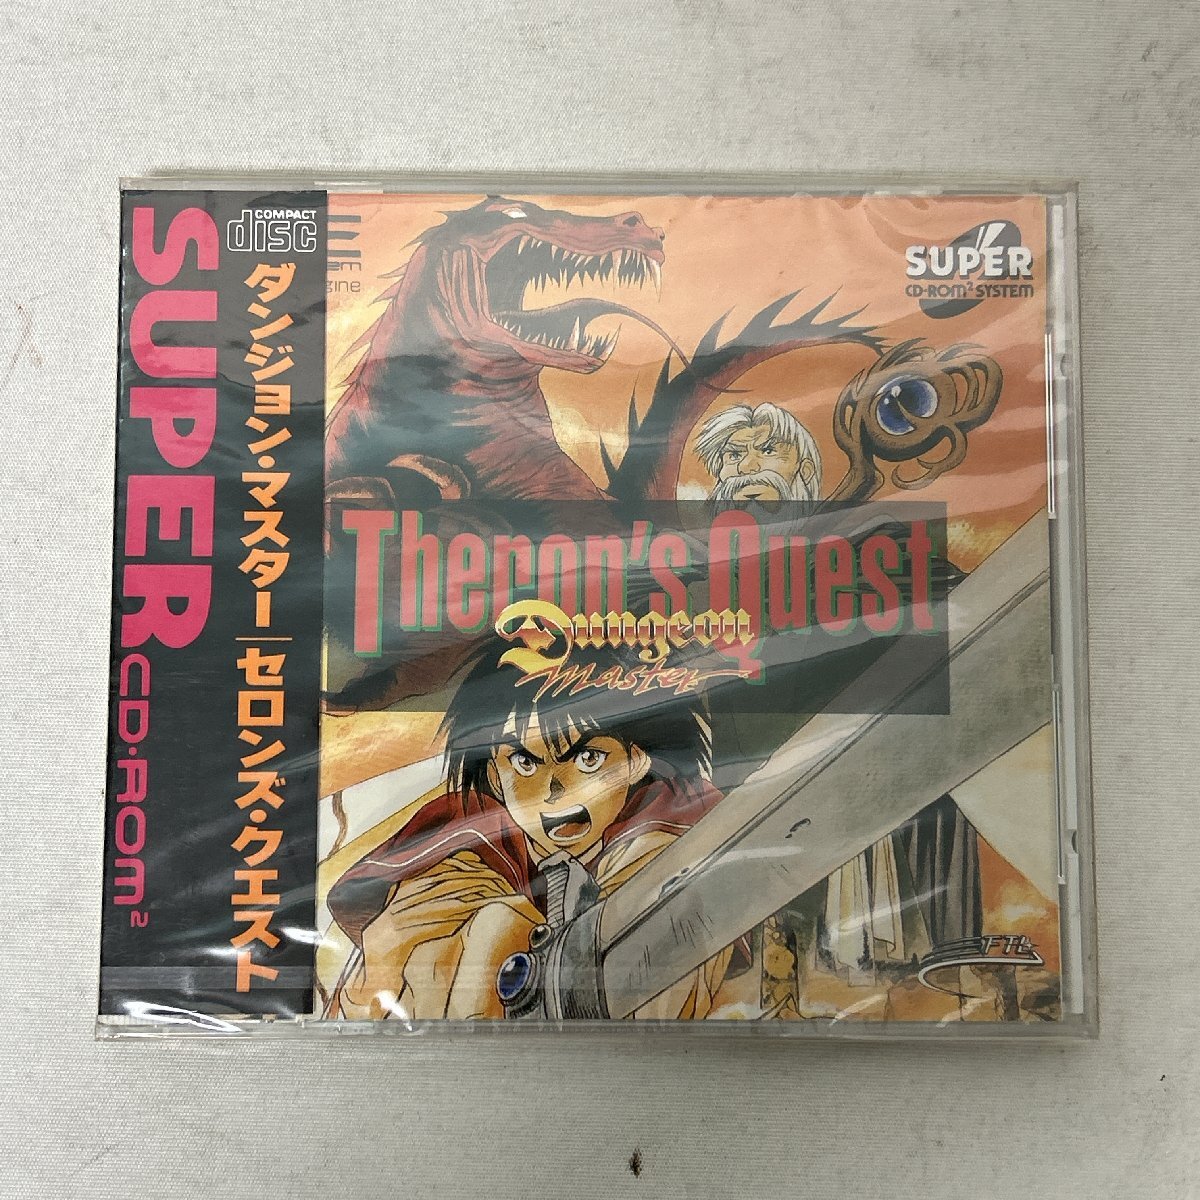 SUPER CD-ROM²
COMPACT
disc
ダンジョン・マスター|セロンズ・クエスト
SUPER
CD-ROM² SYSTEM
Theron's Quest
Dungeon
Master
FTL